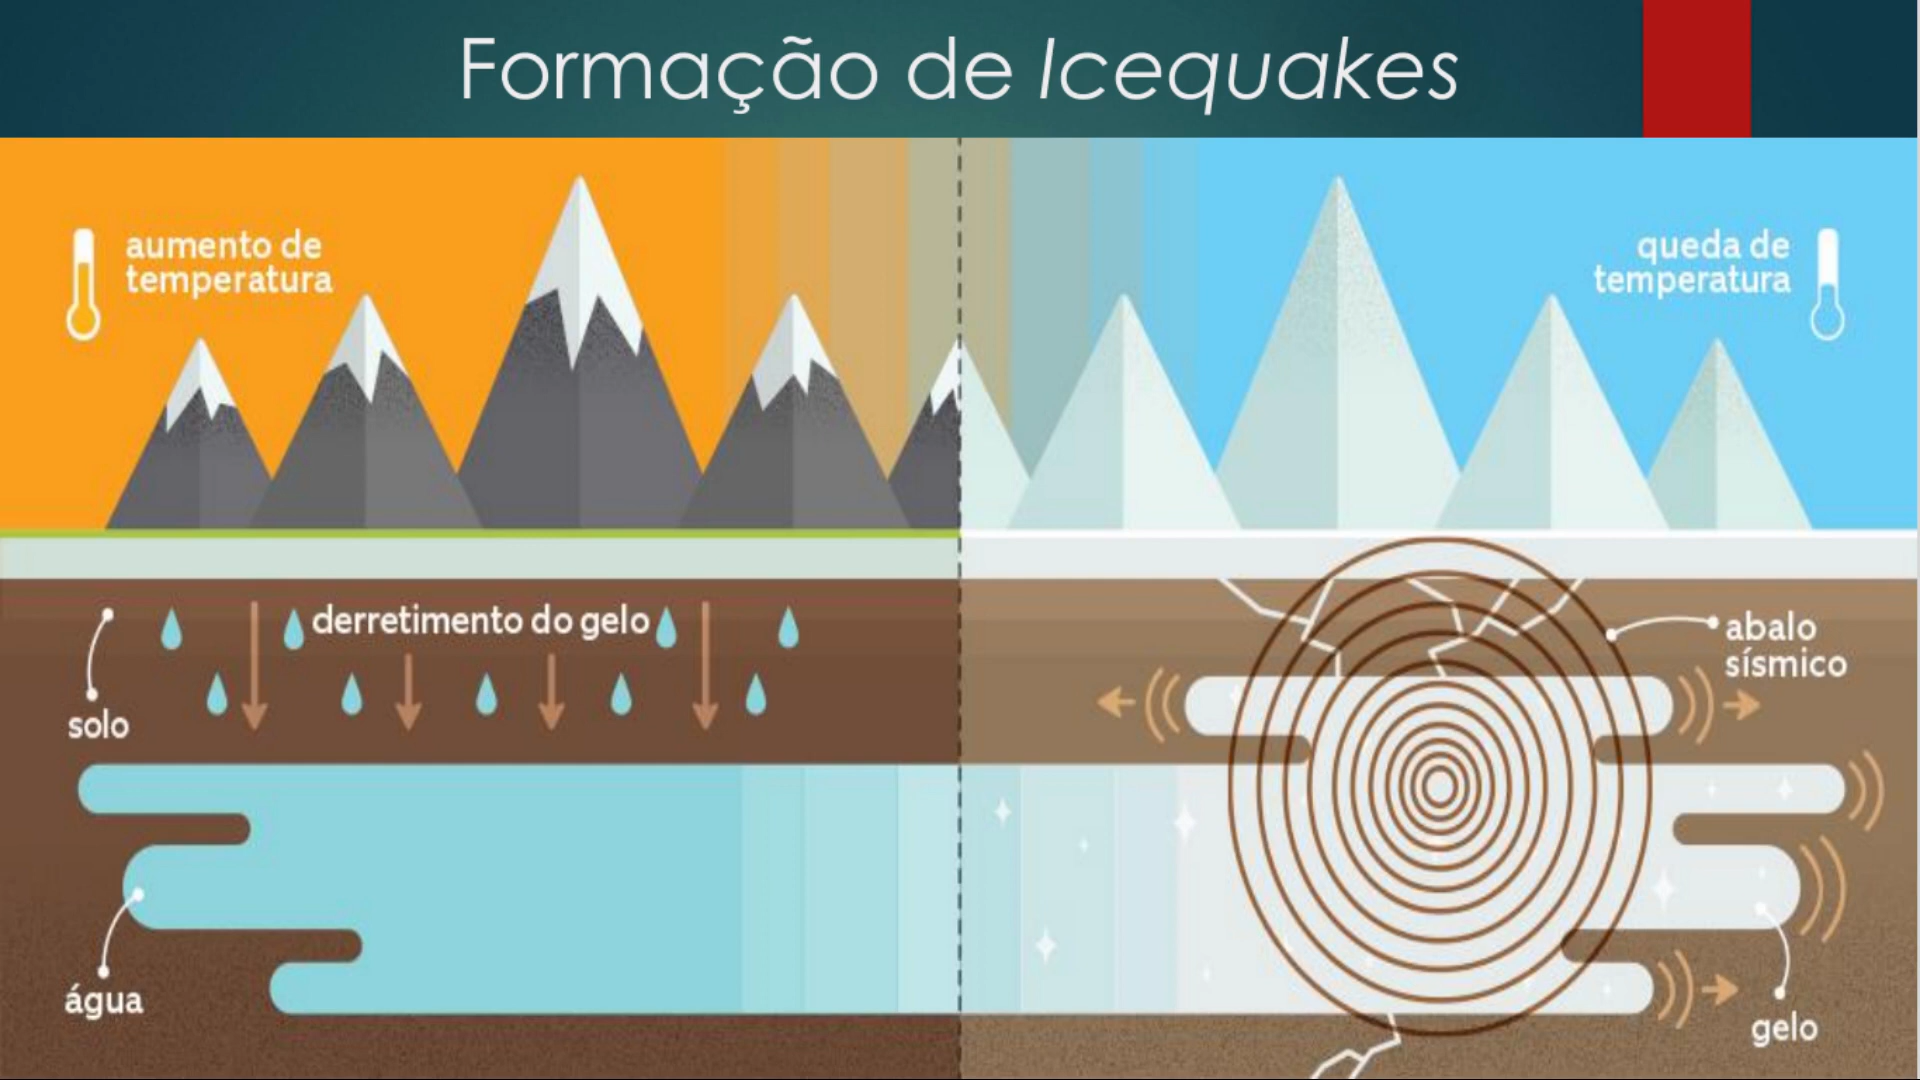 Formação de Icequakes
aumento de
temperatura
queda de
temperatura
derretimento do gelo
solo
água
abalo
sísmico
gelo